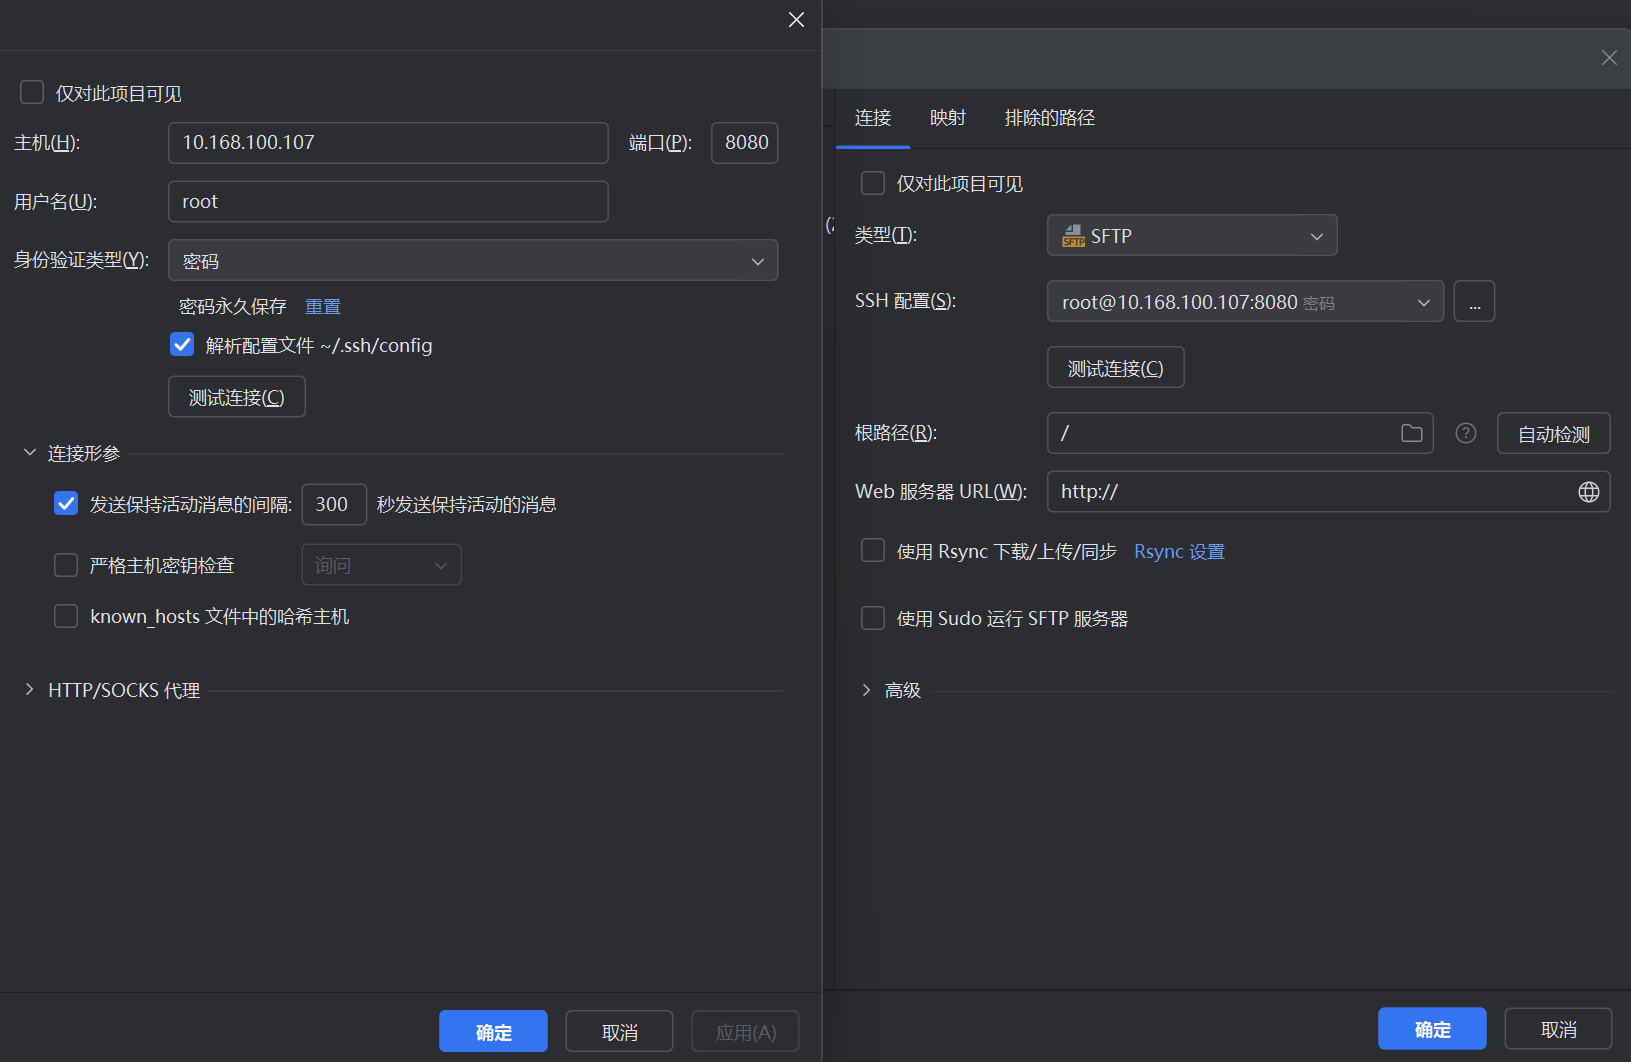 仅对此项目可见
主机(H): 10.168.100.107 端口(P): 8080
用户名(U): root
身份验证类型(Y): 密码
密码永久保存 重置
解析配置文件 ~/.ssh/config
测试连接(C)
连接形参
发送保持活动消息的间隔: 300 秒发送保持活动的消息
严格主机密钥检查 询问
known_hosts 文件中的哈希主机
HTTP/SOCKS 代理
确定 取消 应用(A)
连接 映射 排除的路径
仅对此项目可见
类型(T): SFTP SFTP
SSH 配置(S): root@10.168.100.107:8080 密码 ...
测试连接(C)
根路径(R): / ? 自动检测
Web 服务器 URL(W): http://
使用 Rsync 下载/上传/同步 Rsync 设置
使用 Sudo 运行 SFTP 服务器
高级
确定 取消